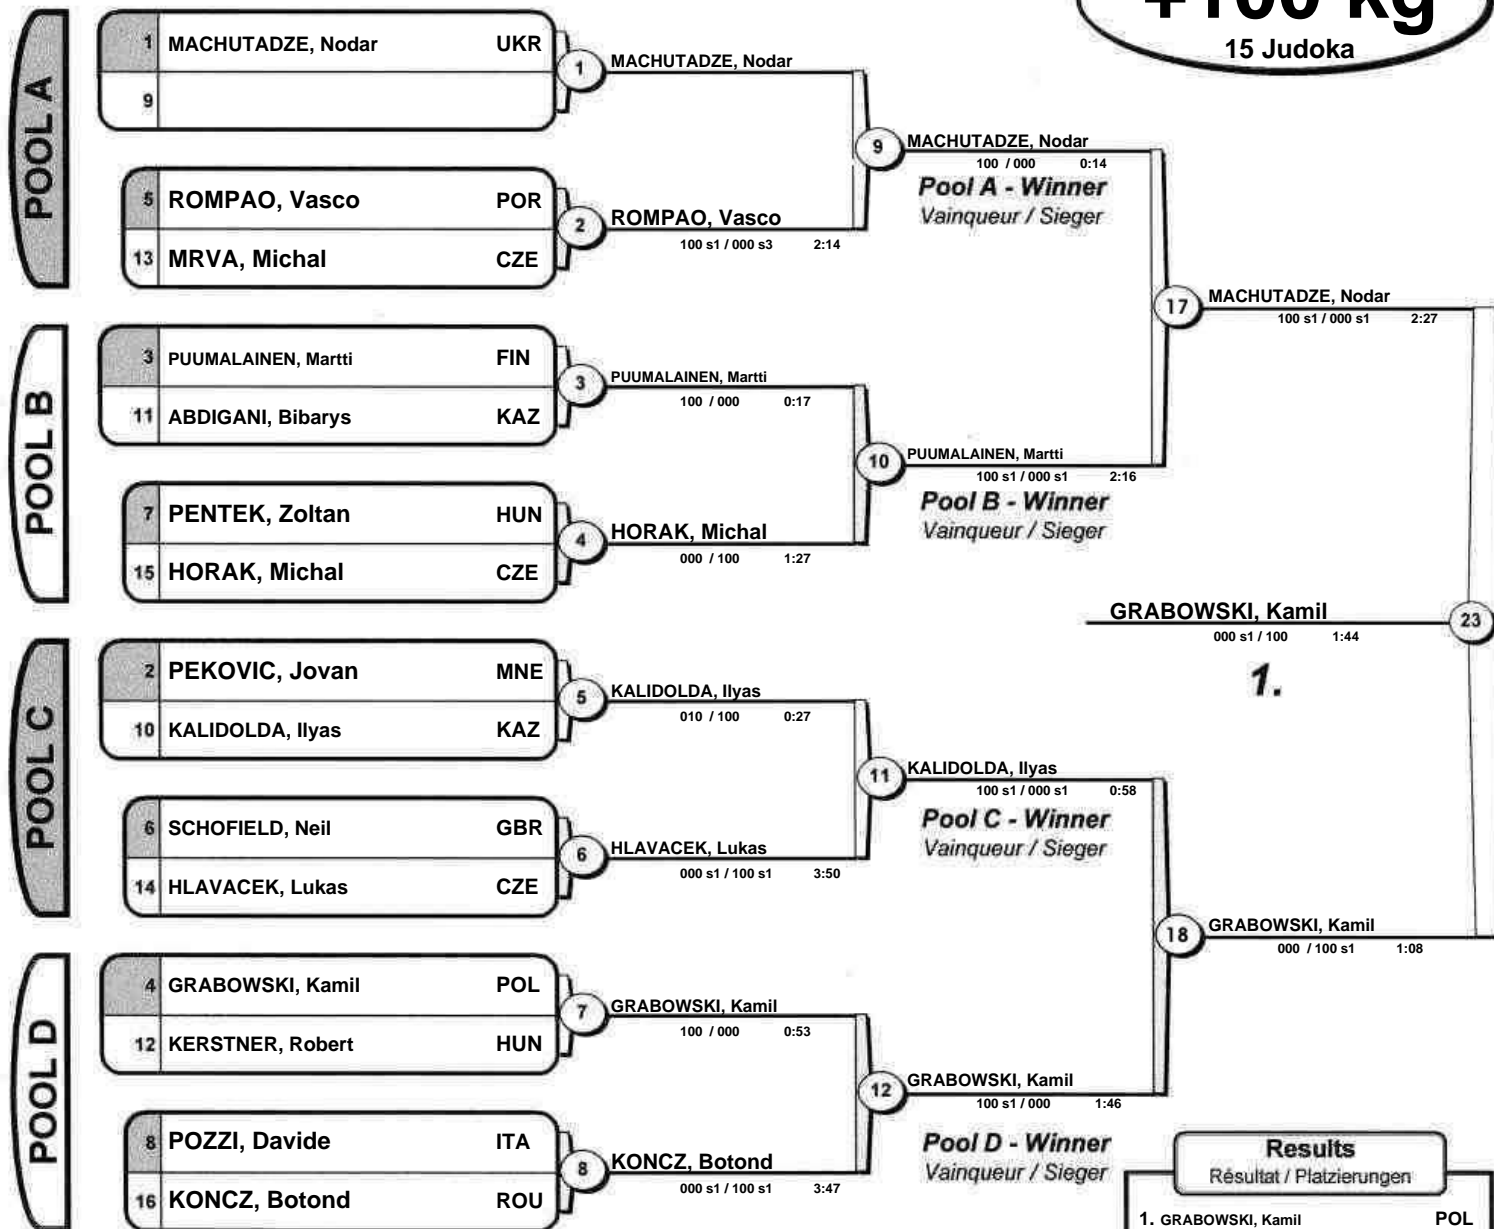 +100 kg
15 Judoka
POOL A
1 MACHUTADZE, Nodar UKR
9
1 MACHUTADZE, Nodar
5 ROMPAO, Vasco POR
13 MRVA, Michal CZE
2 ROMPAO, Vasco
100 s1 / 000 s3 2:14
9 MACHUTADZE, Nodar
100 / 000 0:14
Pool A - Winner
Vainqueur / Sieger
POOL B
3 PUUMALAINEN, Martti FIN
11 ABDIGANI, Bibarys KAZ
3 PUUMALAINEN, Martti
100 / 000 0:17
7 PENTEK, Zoltan HUN
15 HORAK, Michal CZE
4 HORAK, Michal
000 / 100 1:27
10 PUUMALAINEN, Martti
100 s1 / 000 s1 2:16
Pool B - Winner
Vainqueur / Sieger
17 MACHUTADZE, Nodar
100 s1 / 000 s1 2:27
GRABOWSKI, Kamil 23
000 s1 / 100 1:44
1.
POOL C
2 PEKOVIC, Jovan MNE
10 KALIDOLDA, Ilyas KAZ
5 KALIDOLDA, Ilyas
010 / 100 0:27
6 SCHOFIELD, Neil GBR
14 HLAVACEK, Lukas CZE
6 HLAVACEK, Lukas
000 s1 / 100 s1 3:50
11 KALIDOLDA, Ilyas
100 s1 / 000 s1 0:58
Pool C - Winner
Vainqueur / Sieger
18 GRABOWSKI, Kamil
000 / 100 s1 1:08
POOL D
4 GRABOWSKI, Kamil POL
12 KERSTNER, Robert HUN
7 GRABOWSKI, Kamil
100 / 000 0:53
8 POZZI, Davide ITA
16 KONCZ, Botond ROU
8 KONCZ, Botond
000 s1 / 100 s1 3:47
12 GRABOWSKI, Kamil
100 s1 / 000 1:46
Pool D - Winner
Vainqueur / Sieger
Results
Résultat / Platzierungen
1. GRABOWSKI, Kamil POL